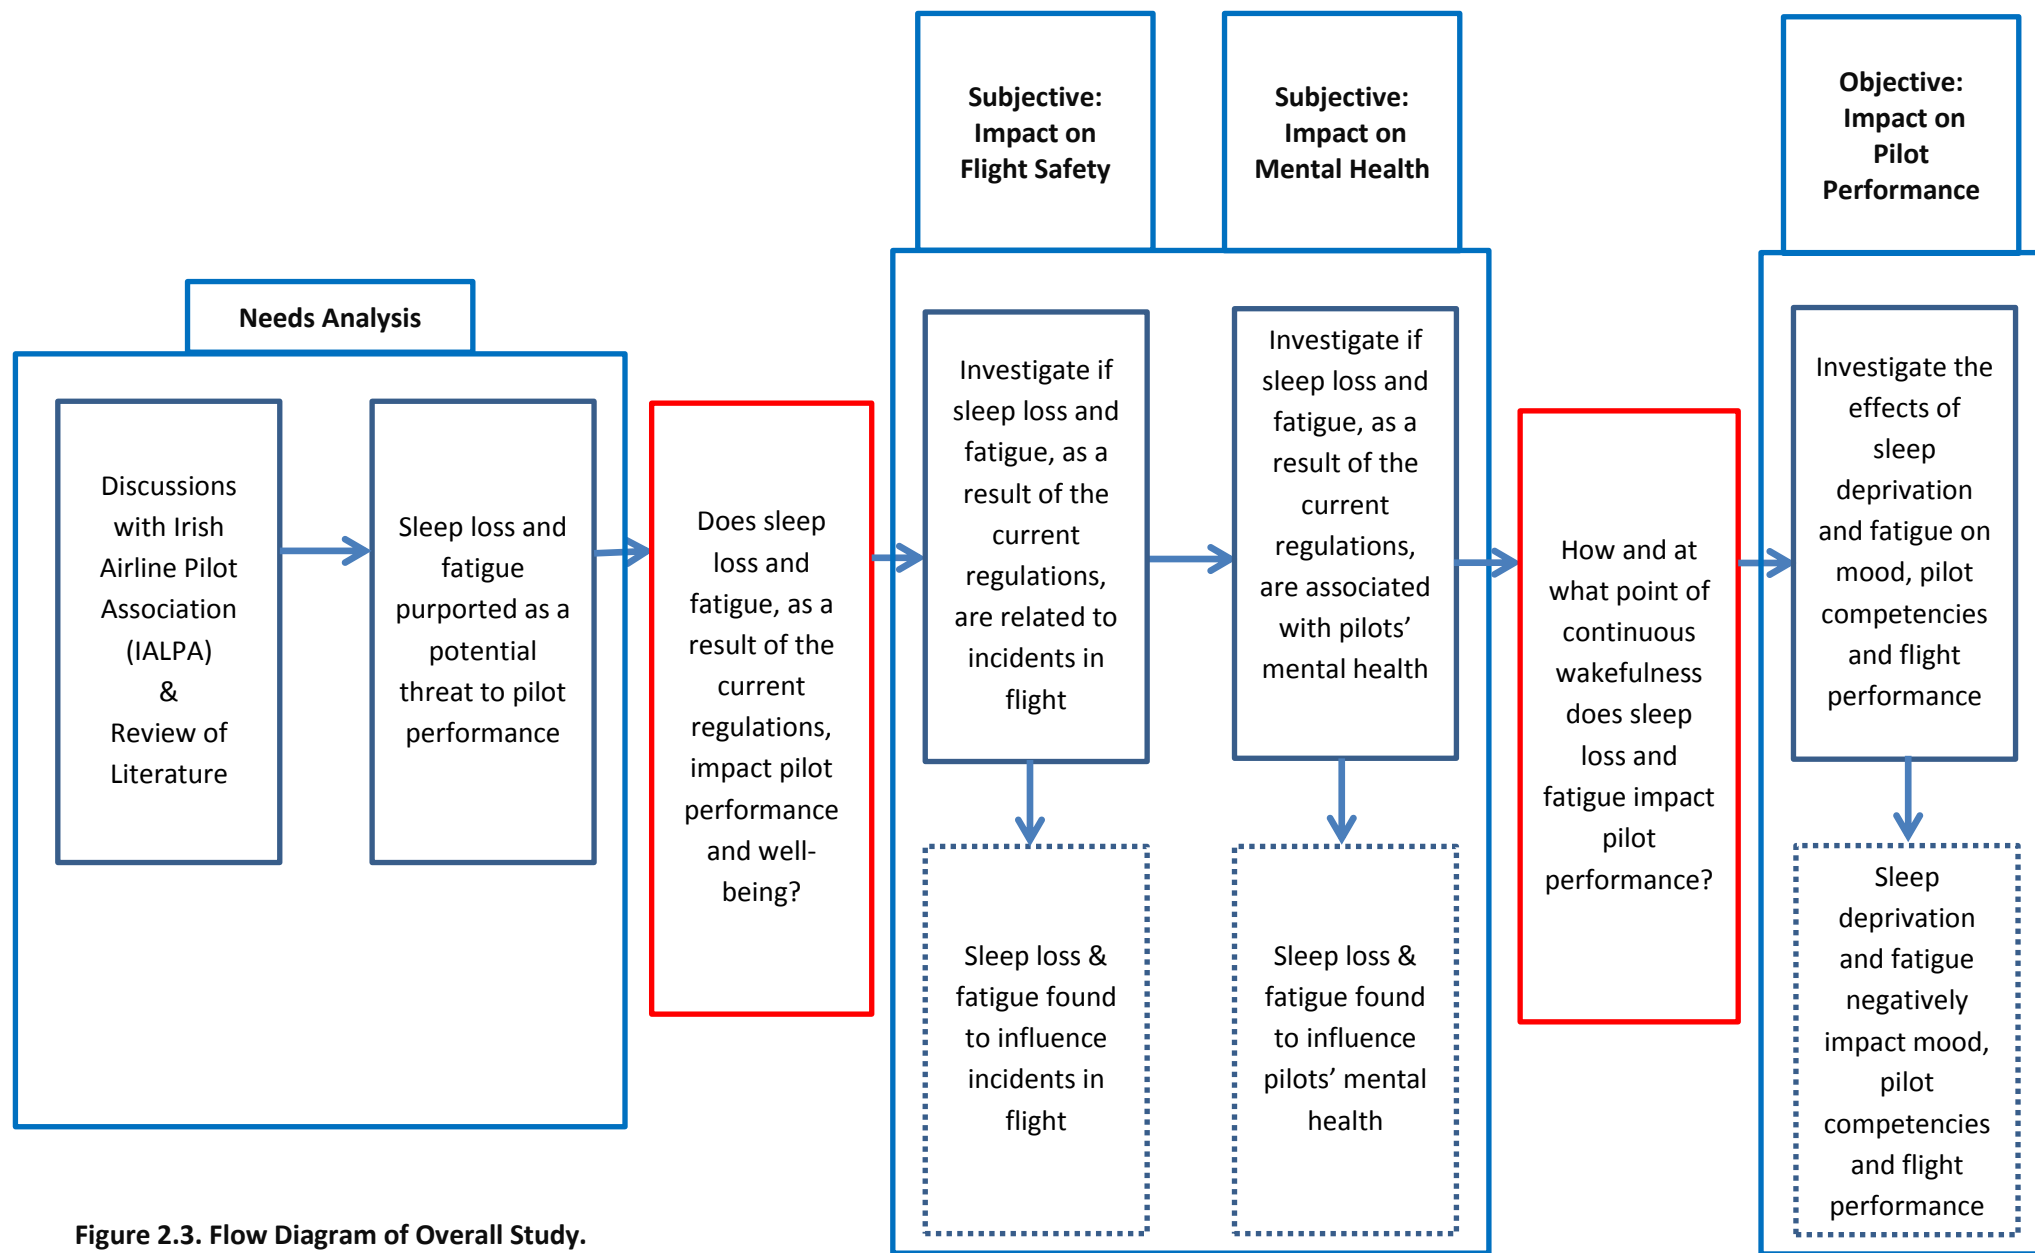 Subjective:
Impact on
Flight Safety
Subjective:
Impact on
Mental Health
Objective:
Impact on
Pilot
Performance
Needs Analysis
Discussions
with Irish
Airline Pilot
Association
(IALPA)
&
Review of
Literature
Sleep loss and
fatigue
purported as a
potential
threat to pilot
performance
Does sleep
loss and
fatigue, as a
result of the
current
regulations,
impact pilot
performance
and well-
being?
Investigate if
sleep loss and
fatigue, as a
result of the
current
regulations,
are related to
incidents in
flight
Investigate if
sleep loss and
fatigue, as a
result of the
current
regulations,
are associated
with pilots’
mental health
How and at
what point of
continuous
wakefulness
does sleep
loss and
fatigue impact
pilot
performance?
Investigate the
effects of
sleep
deprivation
and fatigue on
mood, pilot
competencies
and flight
performance
Sleep loss &
fatigue found
to influence
incidents in
flight
Sleep loss &
fatigue found
to influence
pilots’ mental
health
Sleep
deprivation
and fatigue
negatively
impact mood,
pilot
competencies
and flight
performance
Figure 2.3. Flow Diagram of Overall Study.